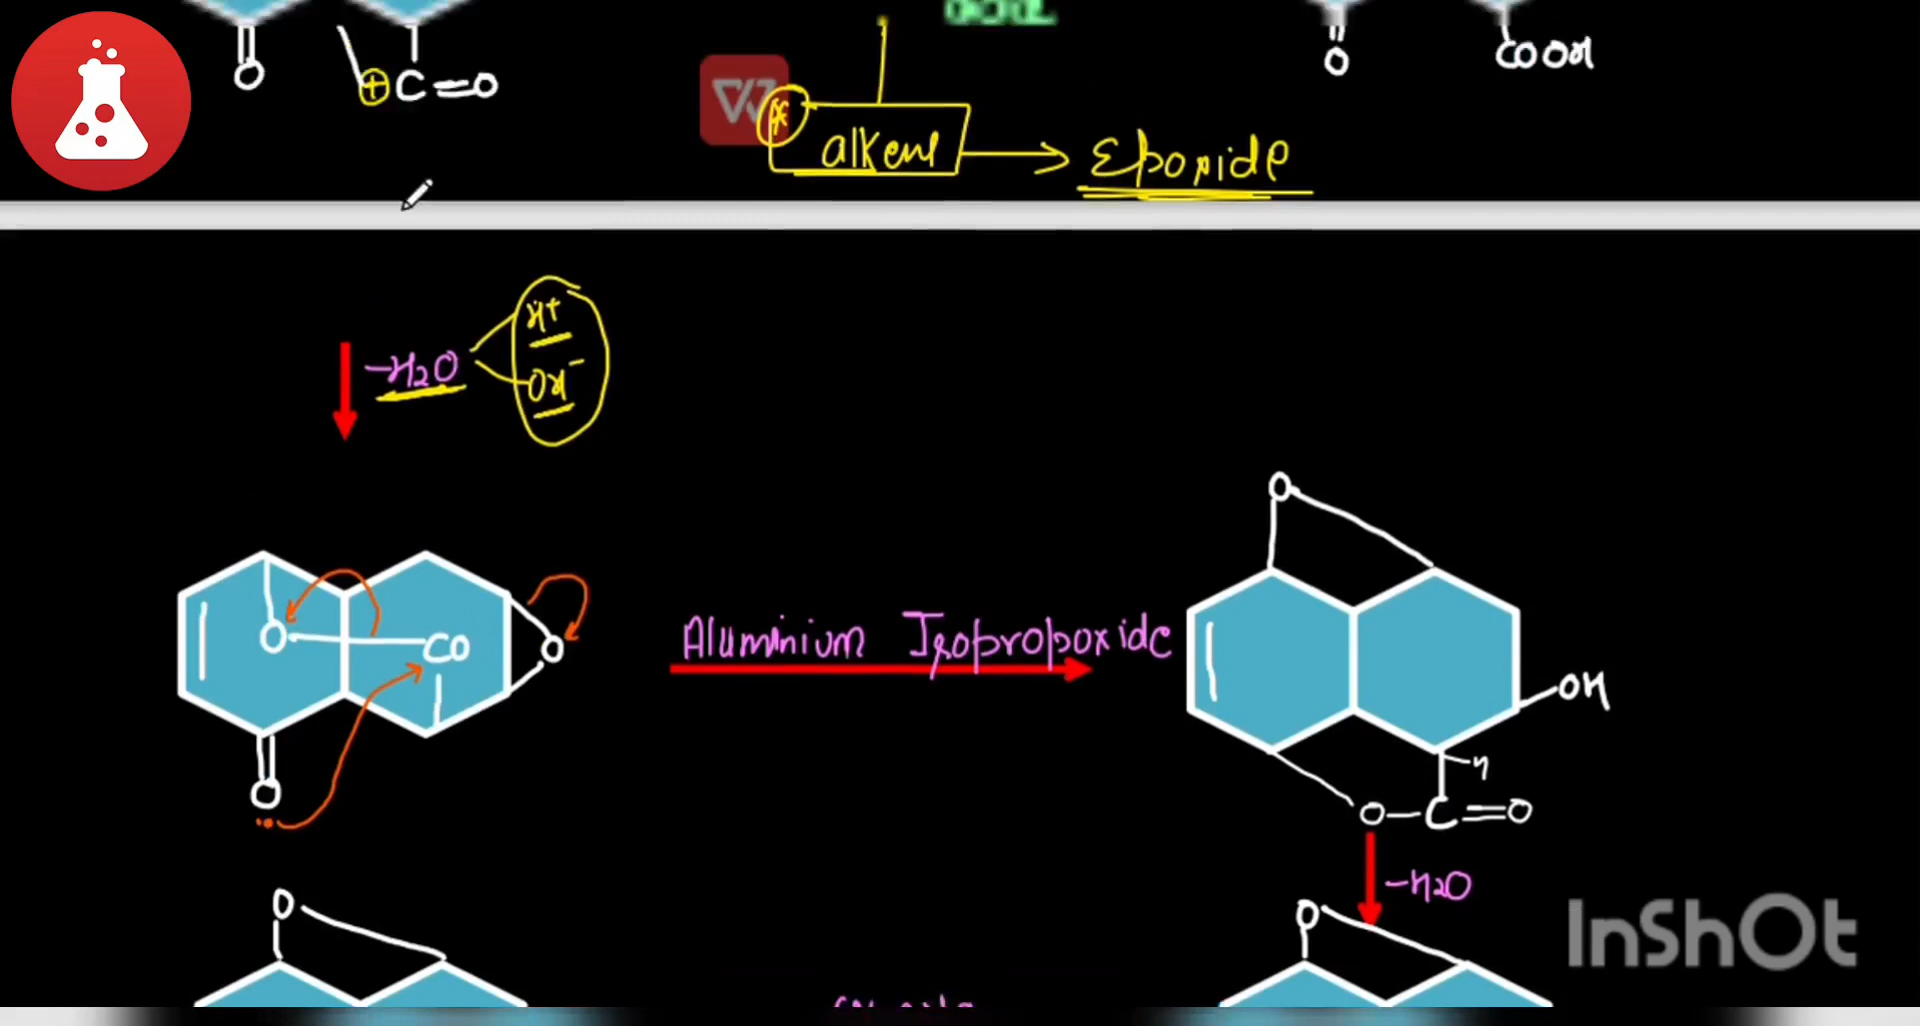 O
C=O
O
COOH
alkene → Epoxide
-H2O
H+
OH-
O
CO
O
O
Aluminium Isopropoxide
O
OH
H
O-C=O
-H2O
O
O
InShOt